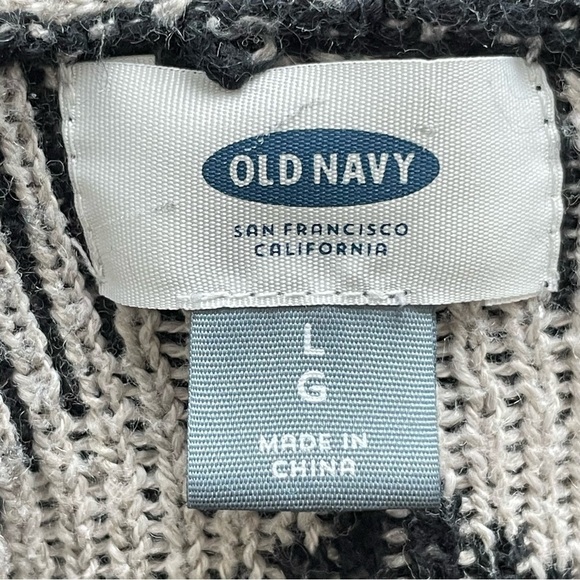 OLD NAVY
SAN FRANCISCO
CALIFORNIA
L
G
MADE IN
CHINA